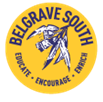 BELGRAVE SOUTH
EDUCATE · ENCOURAGE · ENRICH